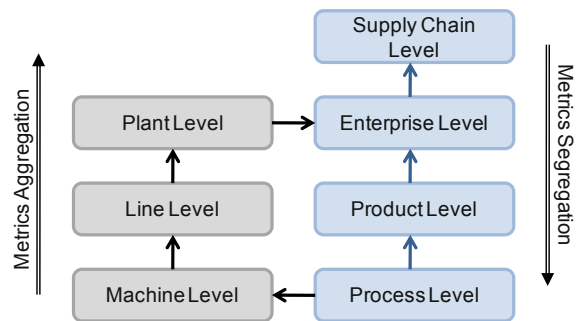 Supply Chain
Level
Metrics Aggregation
Plant Level
Enterprise Level
Metrics Segregation
Line Level
Product Level
Machine Level
Process Level